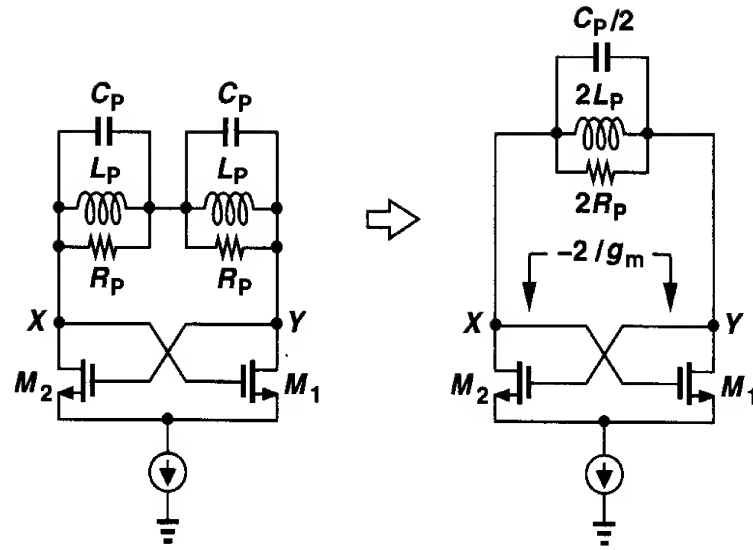 C_P C_P
L_P L_P
R_P R_P
X Y
M_2 M_1
C_P/2
2L_P
2R_P
−2/g_m
X Y
M_2 M_1